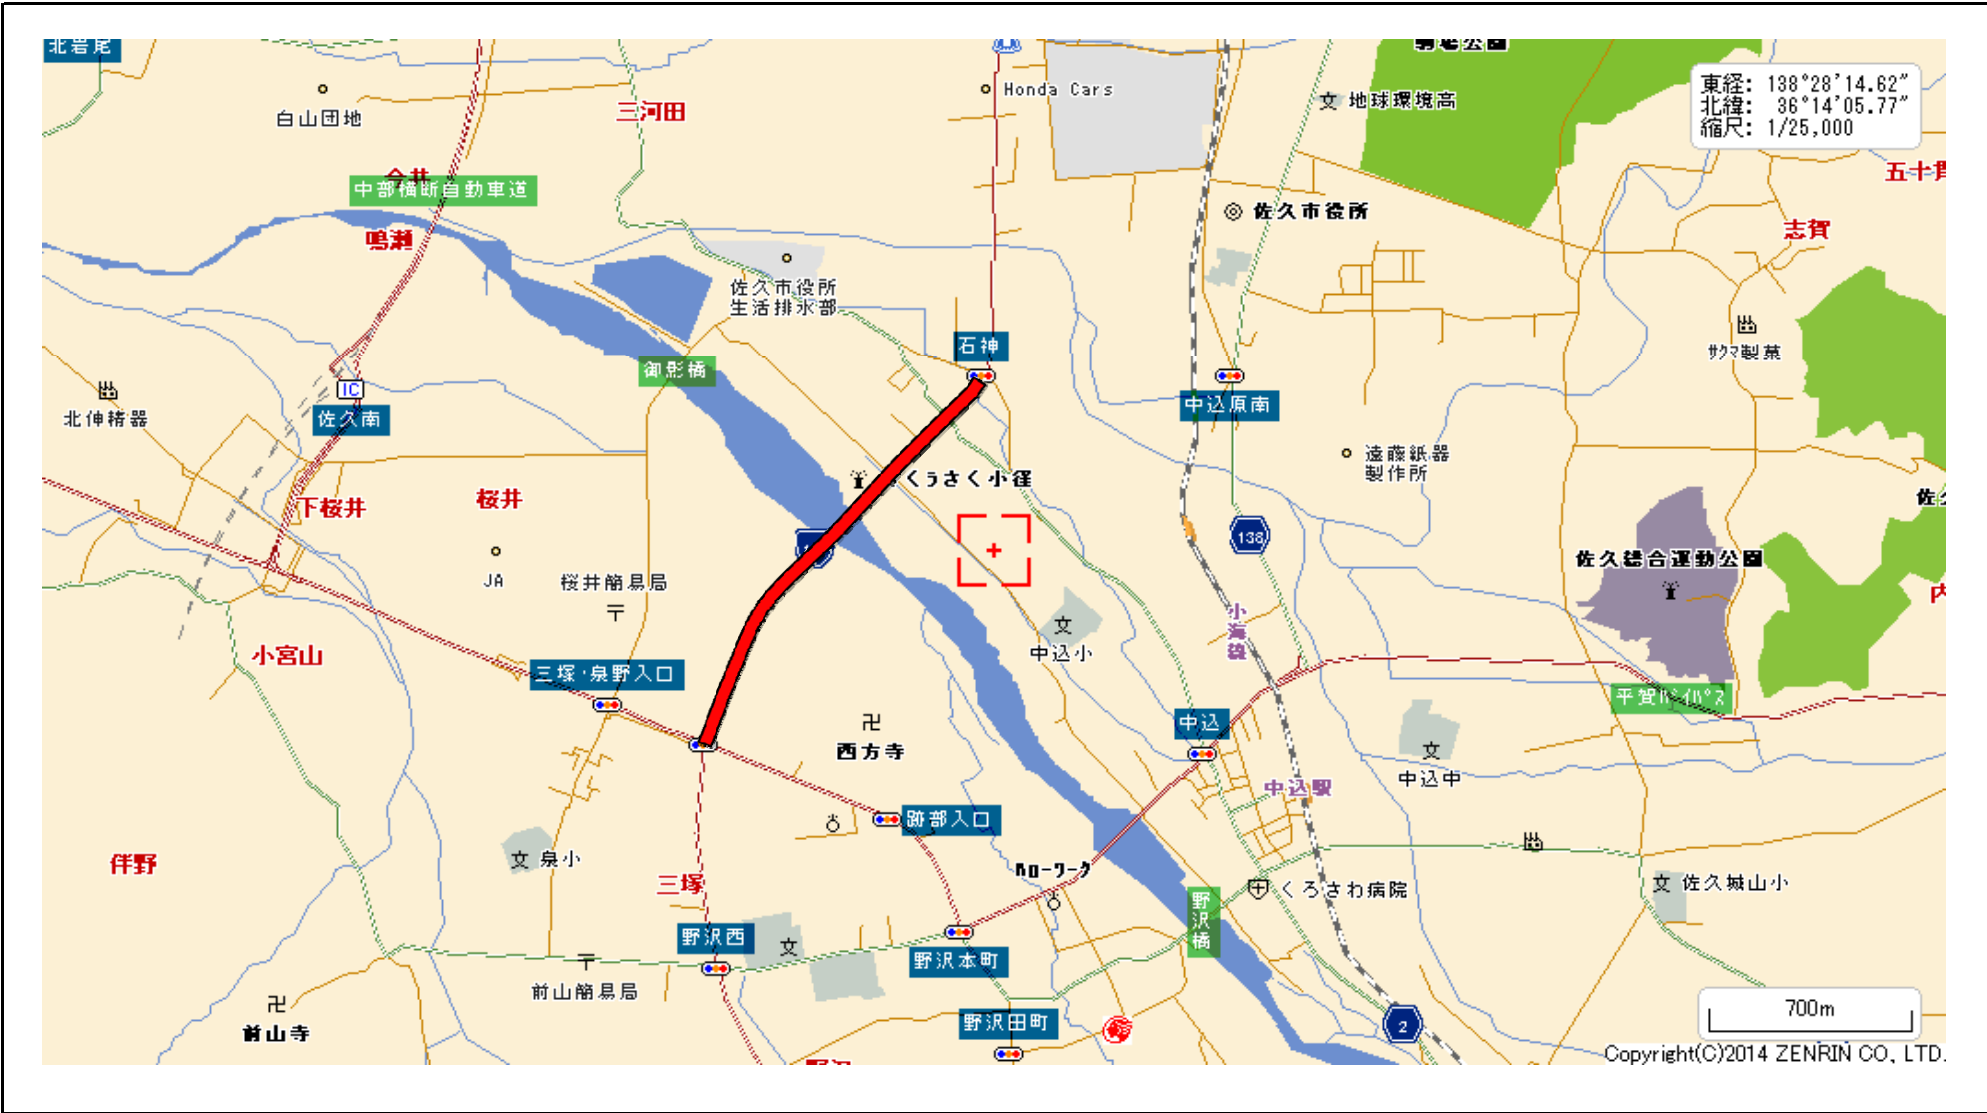 北岩尾
Honda Cars
地球環境高
東経: 138°28'14.62"
北緯: 36°14'05.77"
縮尺: 1/25,000
白山団地
三河田
今井
中部横断自動車道
鳴瀬
佐久市役所
志賀
佐久市役所
生活排水部
石神
御影橋
サクマ製菓
IC
佐久南
北伸精器
中込原南
遠藤紙器
製作所
くうさく小径
下桜井
桜井
138
佐久総合運動公園
JA
桜井簡易局
小海線
文
中込小
小宮山
三塚・泉野入口
平賀バイパス
中込
西方寺
文
中込中
中込駅
跡部入口
文 泉小
伴野
ハローワーク
三塚
くろさわ病院
文 佐久城山小
野沢橋
野沢西
文
野沢本町
前山簡易局
前山寺
野沢田町
2
700m
Copyright(C)2014 ZENRIN CO., LTD.